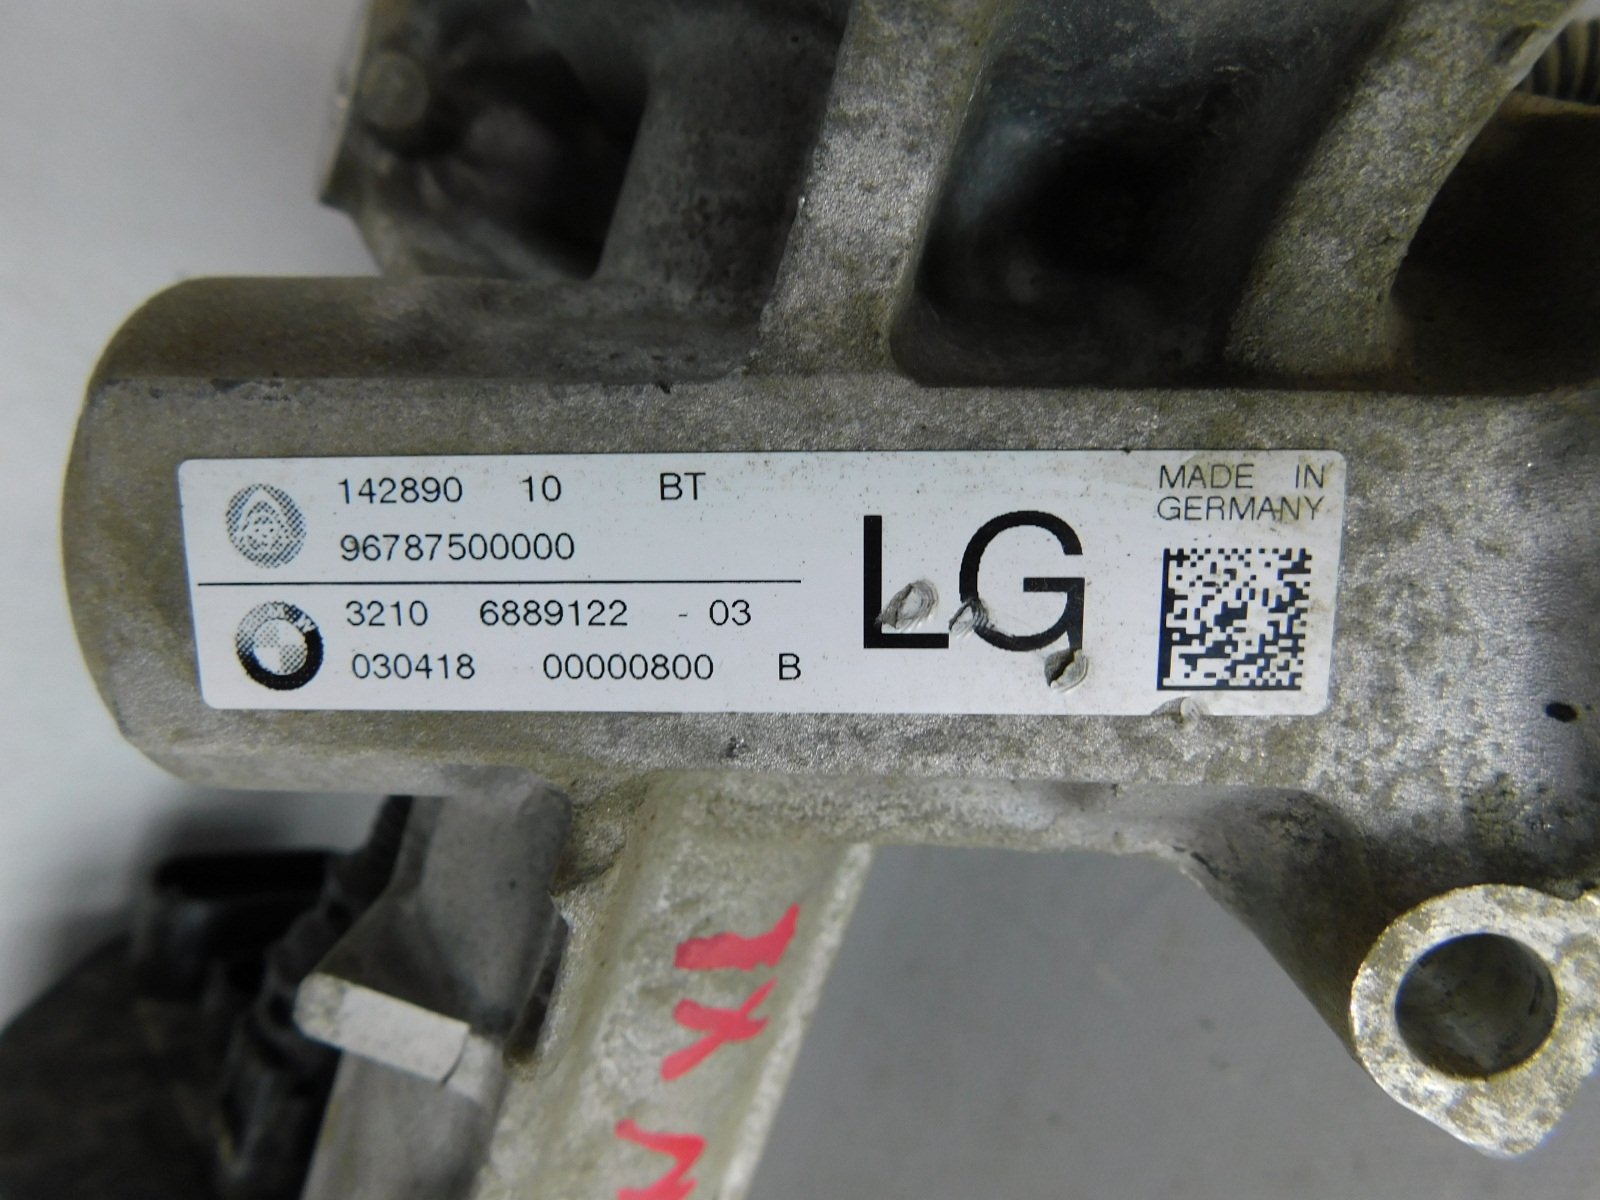 142890 10 BT
96787500000
3210 6889122 - 03
030418 00000800 B
LG
MADE IN
GERMANY